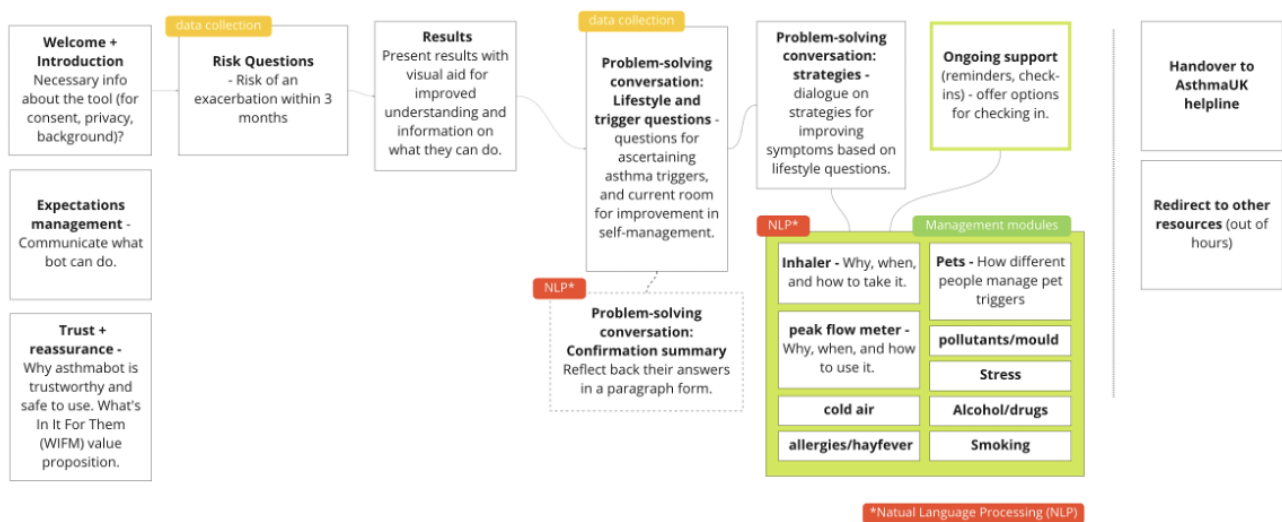 data collection
Welcome +
Introduction
Necessary info
about the tool (for
consent, privacy,
background)?
Risk Questions
- Risk of an
exacerbation within 3
months
Results
Present results with
visual aid for
improved
understanding and
information on
what they can do.
data collection
Problem-solving
conversation:
Lifestyle and
trigger questions -
questions for
ascertaining
asthma triggers,
and current room
for improvement in
self-management.
Problem-solving
conversation:
strategies -
dialogue on
strategies for
improving
symptoms based on
lifestyle questions.
Ongoing support
(reminders, check-
ins) - offer options
for checking in.
Handover to
AsthmaUK
helpline
Expectations
management -
Communicate what
bot can do.
Redirect to other
resources (out of
hours)
Trust +
reassurance -
Why asthmabot is
trustworthy and
safe to use. What's
In It For Them
(WIFM) value
proposition.
NLP*
Problem-solving
conversation:
Confirmation summary
Reflect back their answers
in a paragraph form.
NLP*
Management modules
Inhaler - Why, when,
and how to take it.
Pets - How different
people manage pet
triggers
peak flow meter -
Why, when, and how
to use it.
pollutants/mould
Stress
cold air
Alcohol/drugs
allergies/hayfever
Smoking
*Natual Language Processing (NLP)